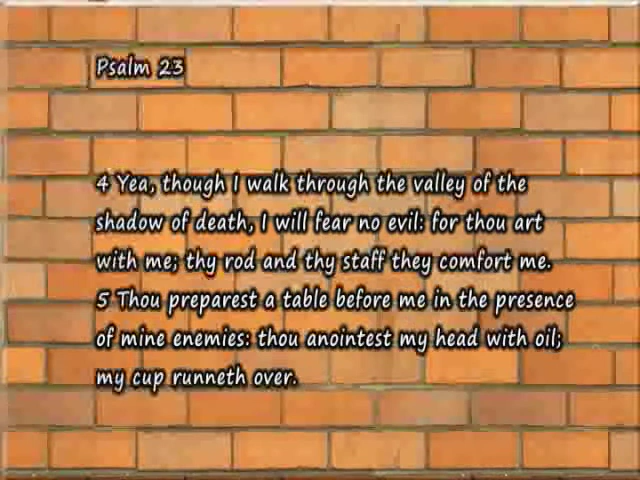 Psalm 23
4 Yea, though I walk through the valley of the
shadow of death, I will fear no evil: for thou art
with me; thy rod and thy staff they comfort me.
5 Thou preparest a table before me in the presence
of mine enemies: thou anointest my head with oil;
my cup runneth over.